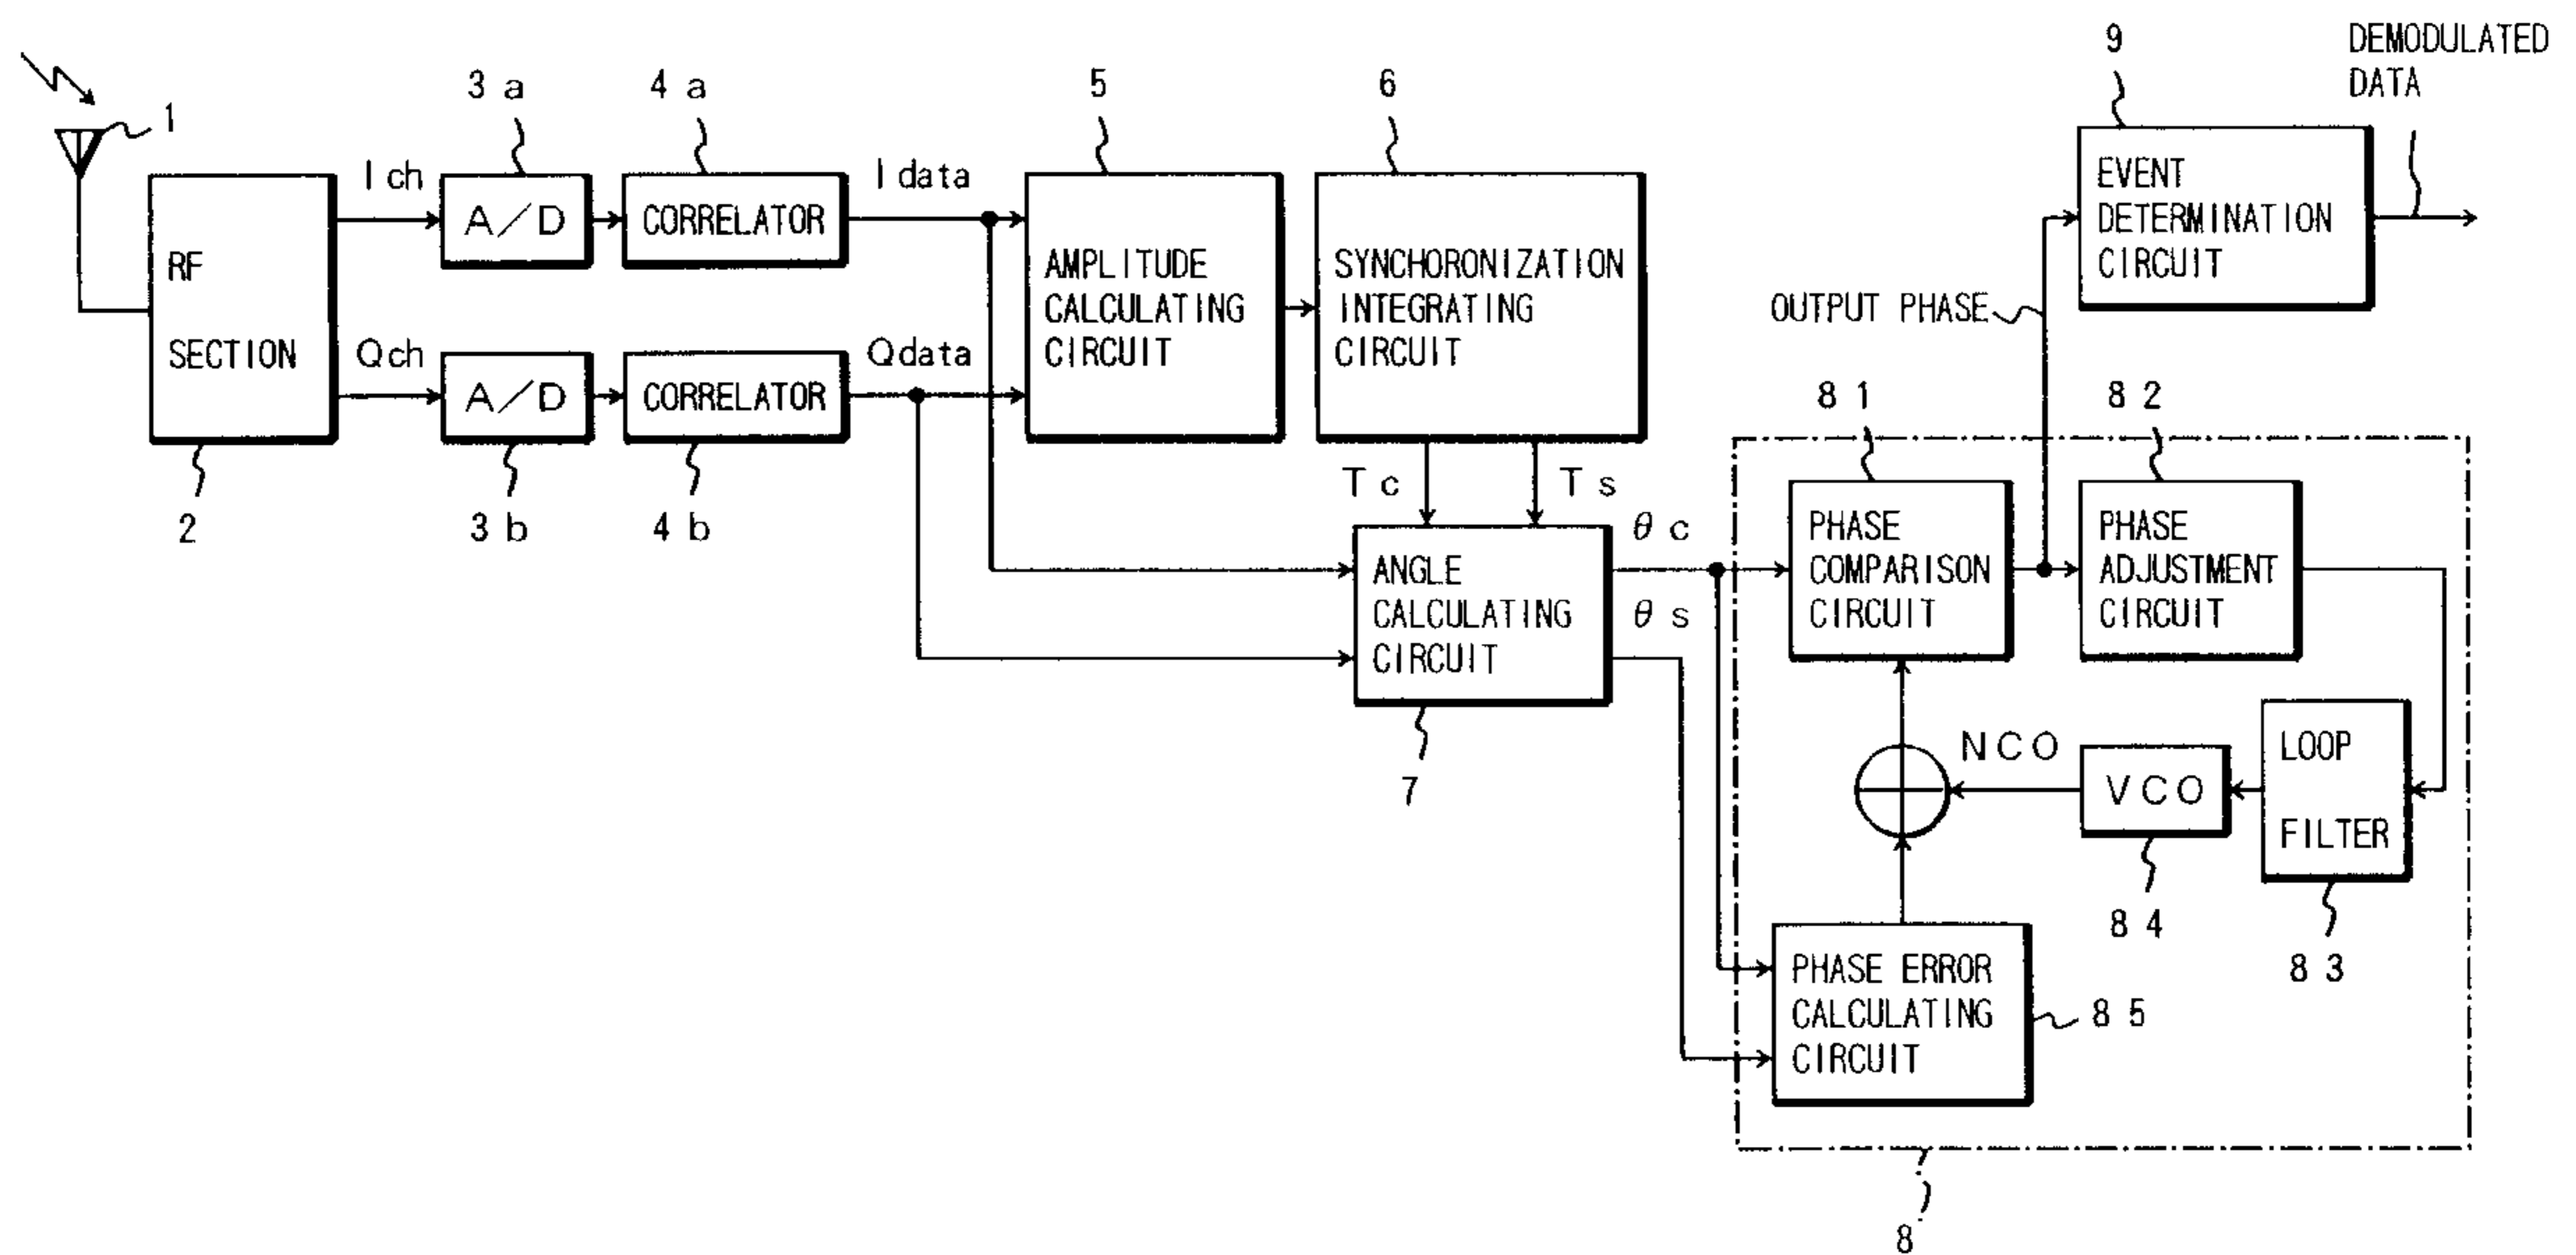 1
RF
SECTION
2
I ch
Q ch
3 a
A/D
A/D
3 b
4 a
CORRELATOR
CORRELATOR
4 b
I data
Q data
5
AMPLITUDE
CALCULATING
CIRCUIT
6
SYNCHORONIZATION
INTEGRATING
CIRCUIT
T c
T s
ANGLE
CALCULATING
CIRCUIT
7
θ c
θ s
9
EVENT
DETERMINATION
CIRCUIT
DEMODULATED
DATA
OUTPUT PHASE
8 1
PHASE
COMPARISON
CIRCUIT
8 2
PHASE
ADJUSTMENT
CIRCUIT
NCO
VCO
8 4
LOOP
FILTER
8 3
PHASE ERROR
CALCULATING
CIRCUIT
8 5
8